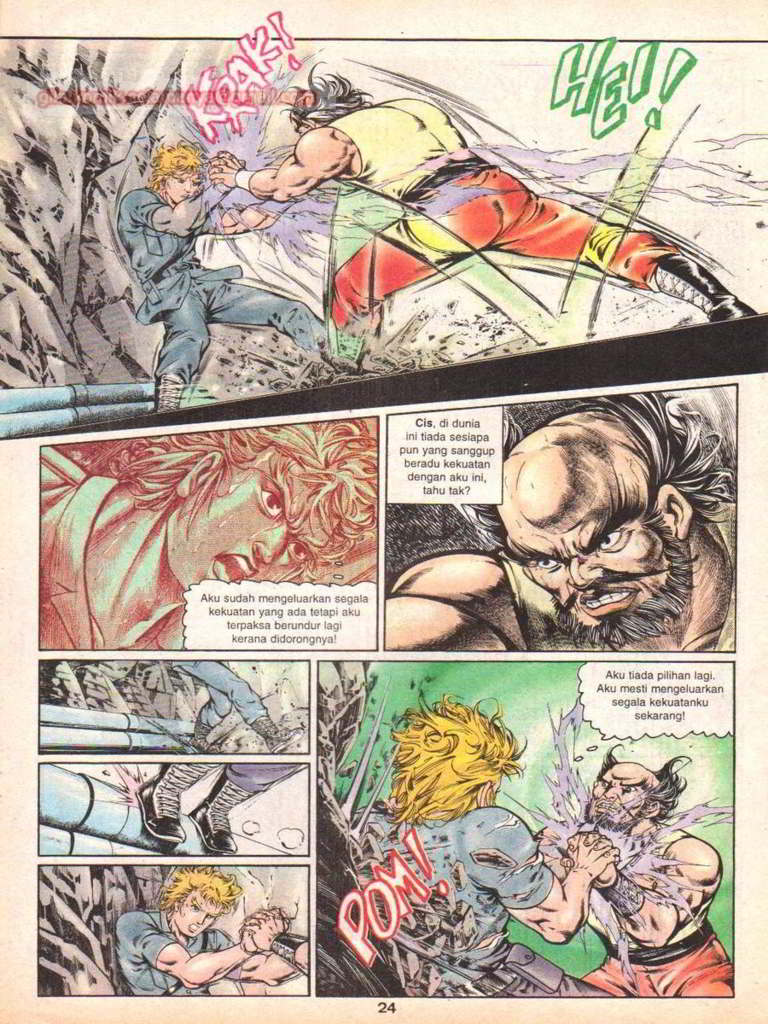 KRAK!
HEI!
Cis, di dunia
ini tiada sesiapa
pun yang sanggup
beradu kekuatan
dengan aku ini,
tahu tak?
Aku sudah mengeluarkan segala
kekuatan yang ada tetapi aku
terpaksa berundur lagi
kerana didorongnya!
Aku tiada pilihan lagi.
Aku mesti mengeluarkan
segala kekuatanku
sekarang!
POM!
24